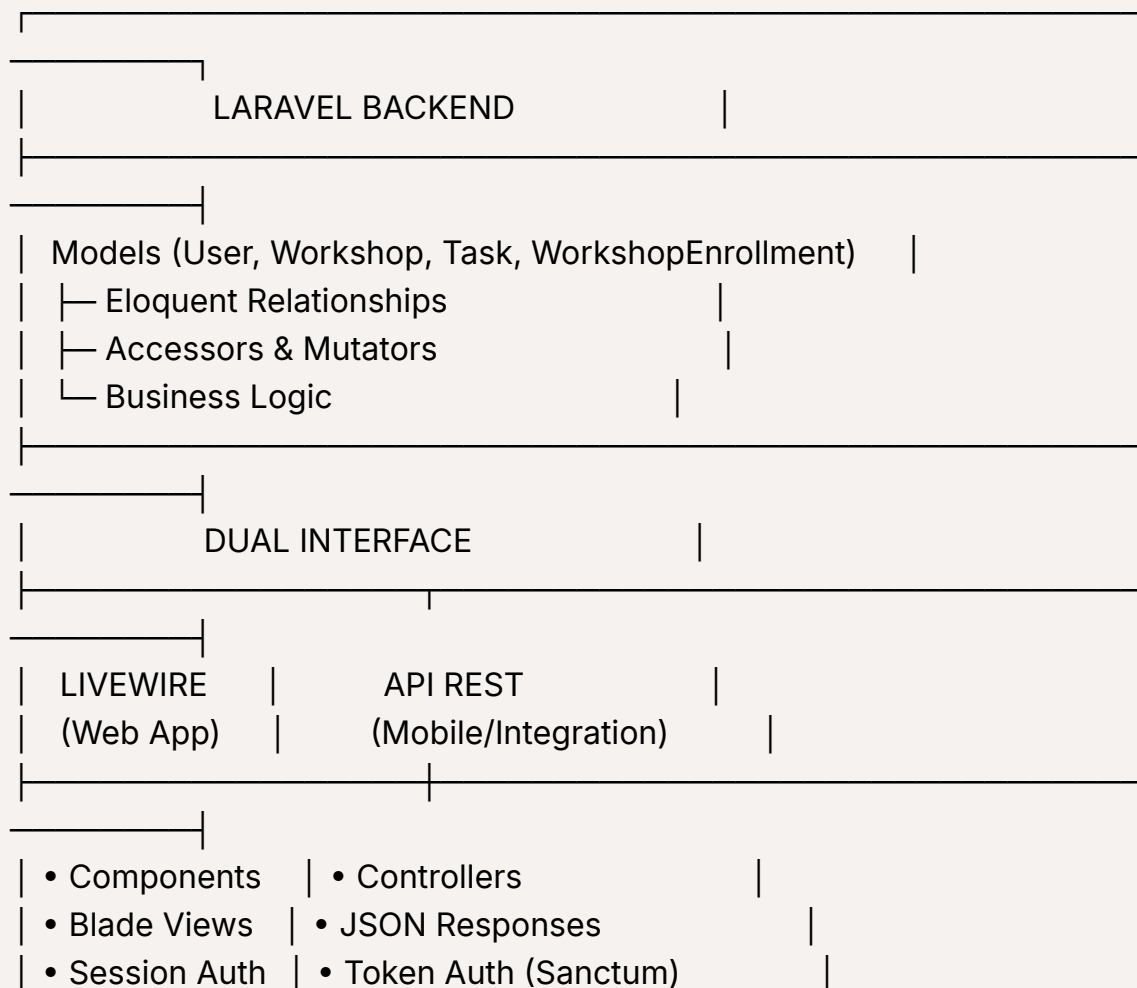 ┌─────────────────────────────────────────────────
─────────┐
│                    LARAVEL BACKEND                       │
├─────────────────────────────────────────────────
─────────┤
│  Models (User, Workshop, Task, WorkshopEnrollment)      │
│  ├─ Eloquent Relationships                              │
│  ├─ Accessors & Mutators                                │
│  └─ Business Logic                                      │
├─────────────────────────────────────────────────
─────────┤
│                   DUAL INTERFACE                         │
├──────────────────┬──────────────────────────────
─────────┤
│   LIVEWIRE       │           API REST                    │
│   (Web App)      │         (Mobile/Integration)          │
├──────────────────┼──────────────────────────────
─────────┤
│ • Components     │ • Controllers                         │
│ • Blade Views    │ • JSON Responses                      │
│ • Session Auth   │ • Token Auth (Sanctum)                │